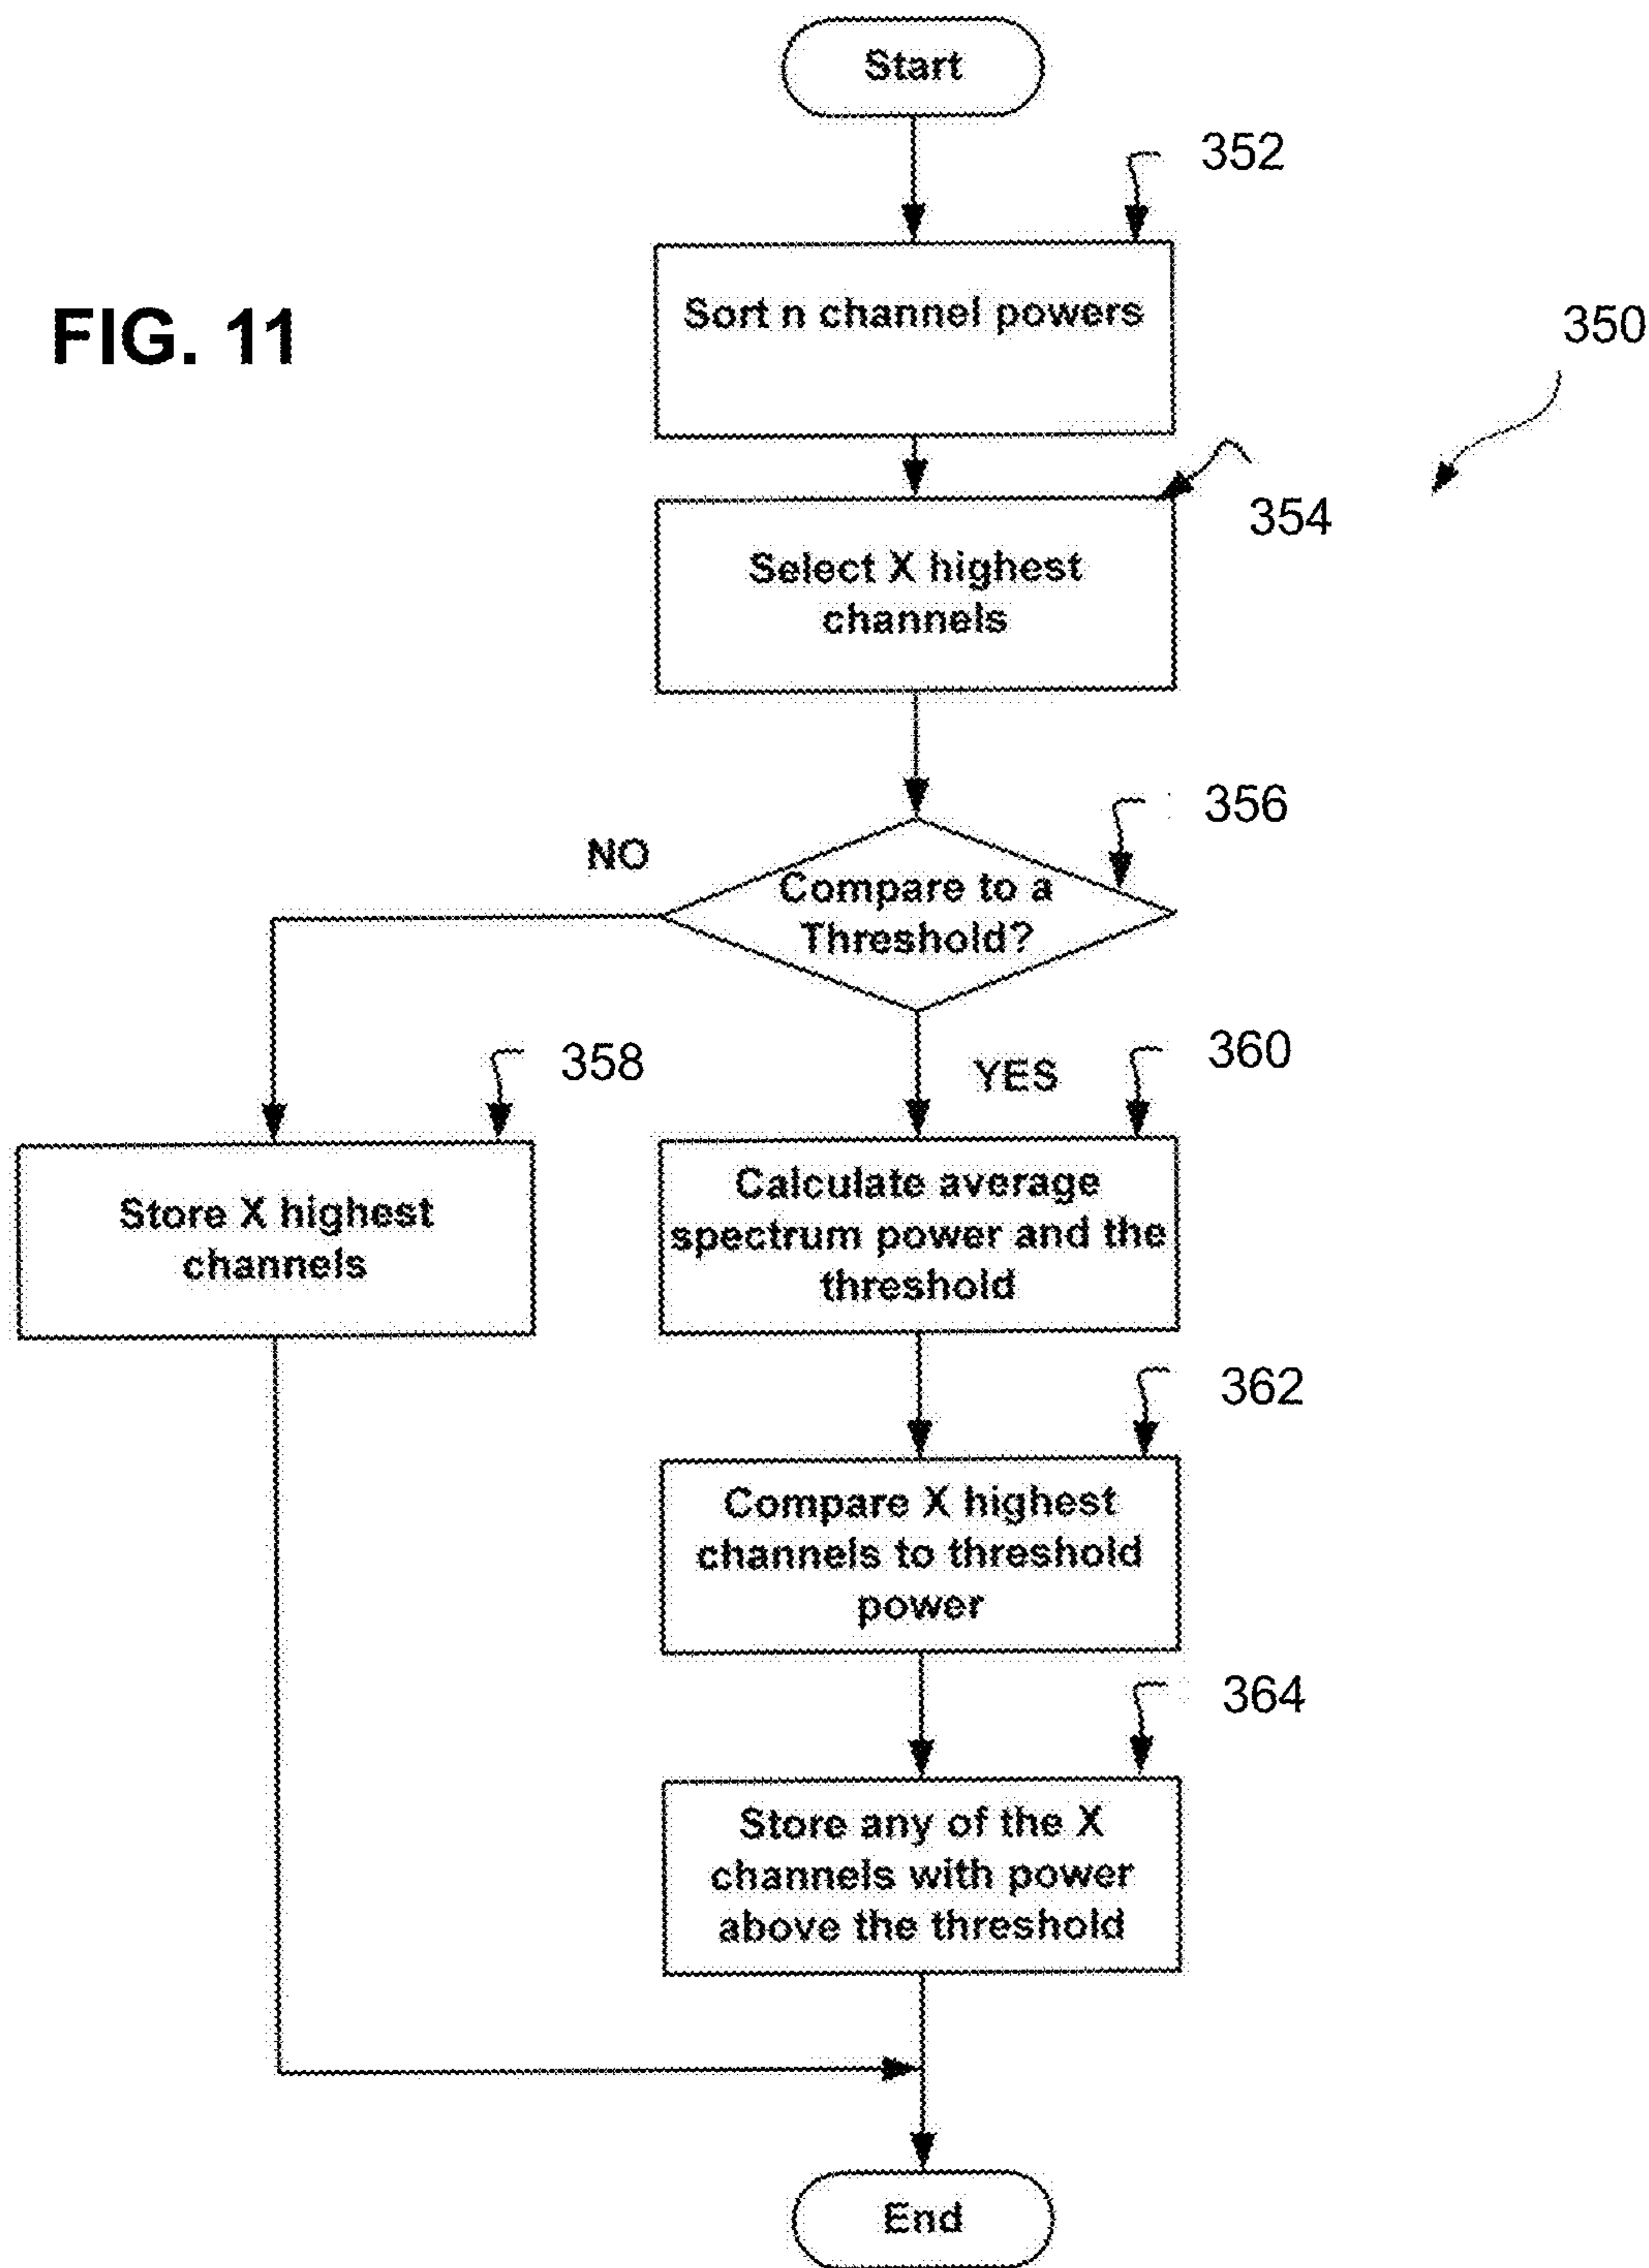 Start
352
Sort n channel powers
FIG. 11
350
354
Select X highest
channels
356
NO
Compare to a
Threshold?
358
YES
360
Store X highest
channels
Calculate average
spectrum power and the
threshold
362
Compare X highest
channels to threshold
power
364
Store any of the X
channels with power
above the threshold
End